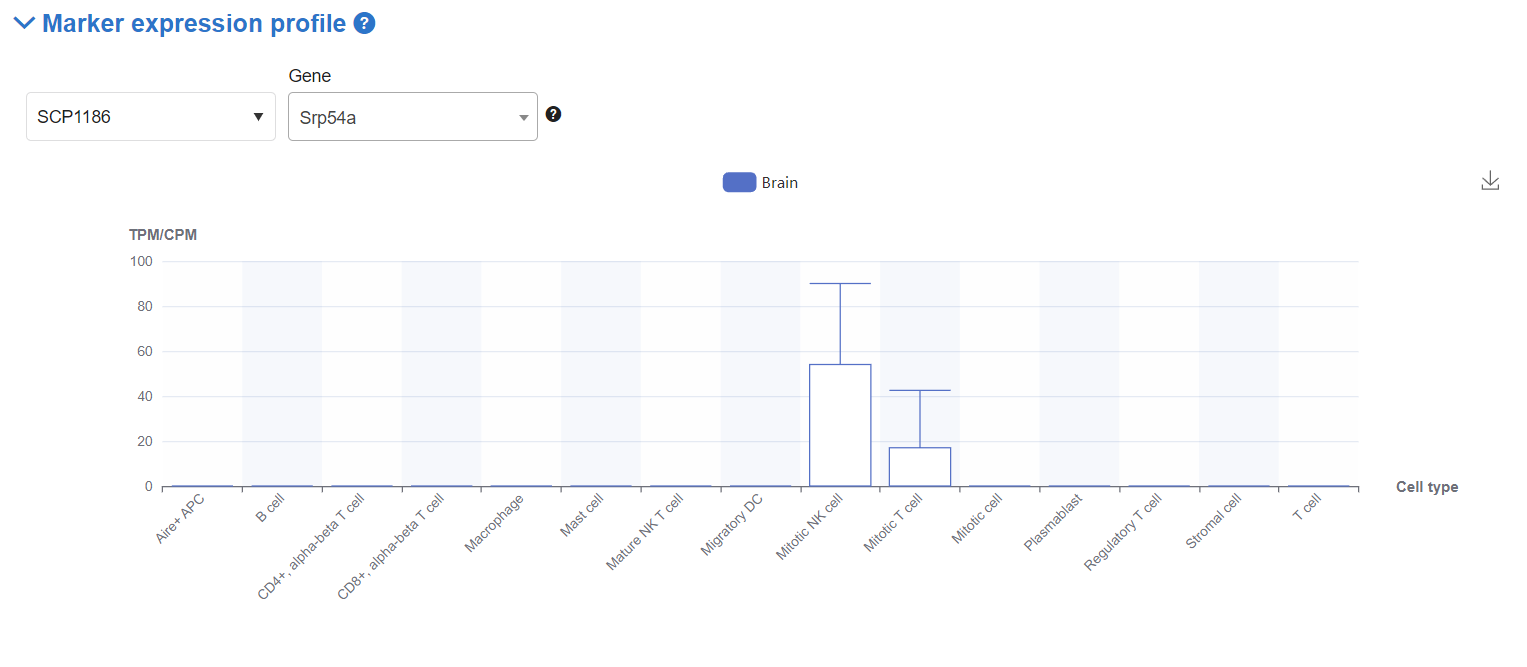 Marker expression profile ?
Gene
SCP1186
Srp54a
?
Brain
TPM/CPM
100
80
60
40
20
0
Cell type
Aire+ APC
B cell
CD4+, alpha-beta T cell
CD8+, alpha-beta T cell
Macrophage
Mast cell
Mature NK T cell
Migratory DC
Mitotic NK cell
Mitotic T cell
Mitotic cell
Plasmablast
Regulatory T cell
Stromal cell
T cell